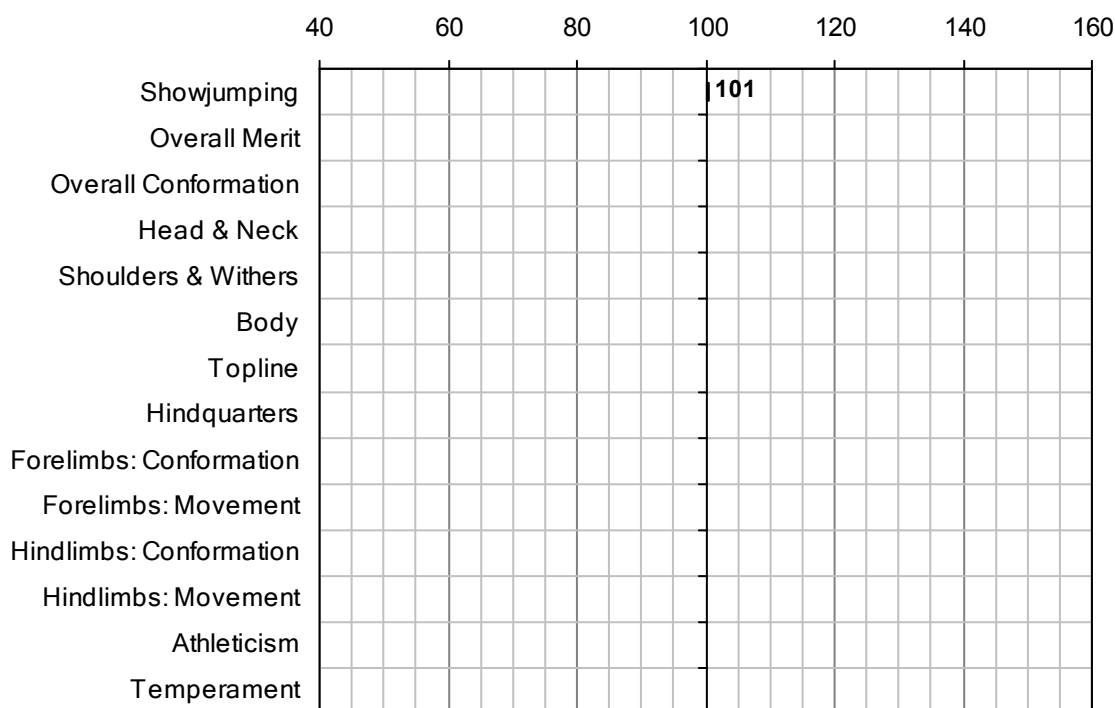 40 60 80 100 120 140 160
Showjumping 101
Overall Merit
Overall Conformation
Head & Neck
Shoulders & Withers
Body
Topline
Hindquarters
Forelimbs: Conformation
Forelimbs: Movement
Hindlimbs: Conformation
Hindlimbs: Movement
Athleticism
Temperament